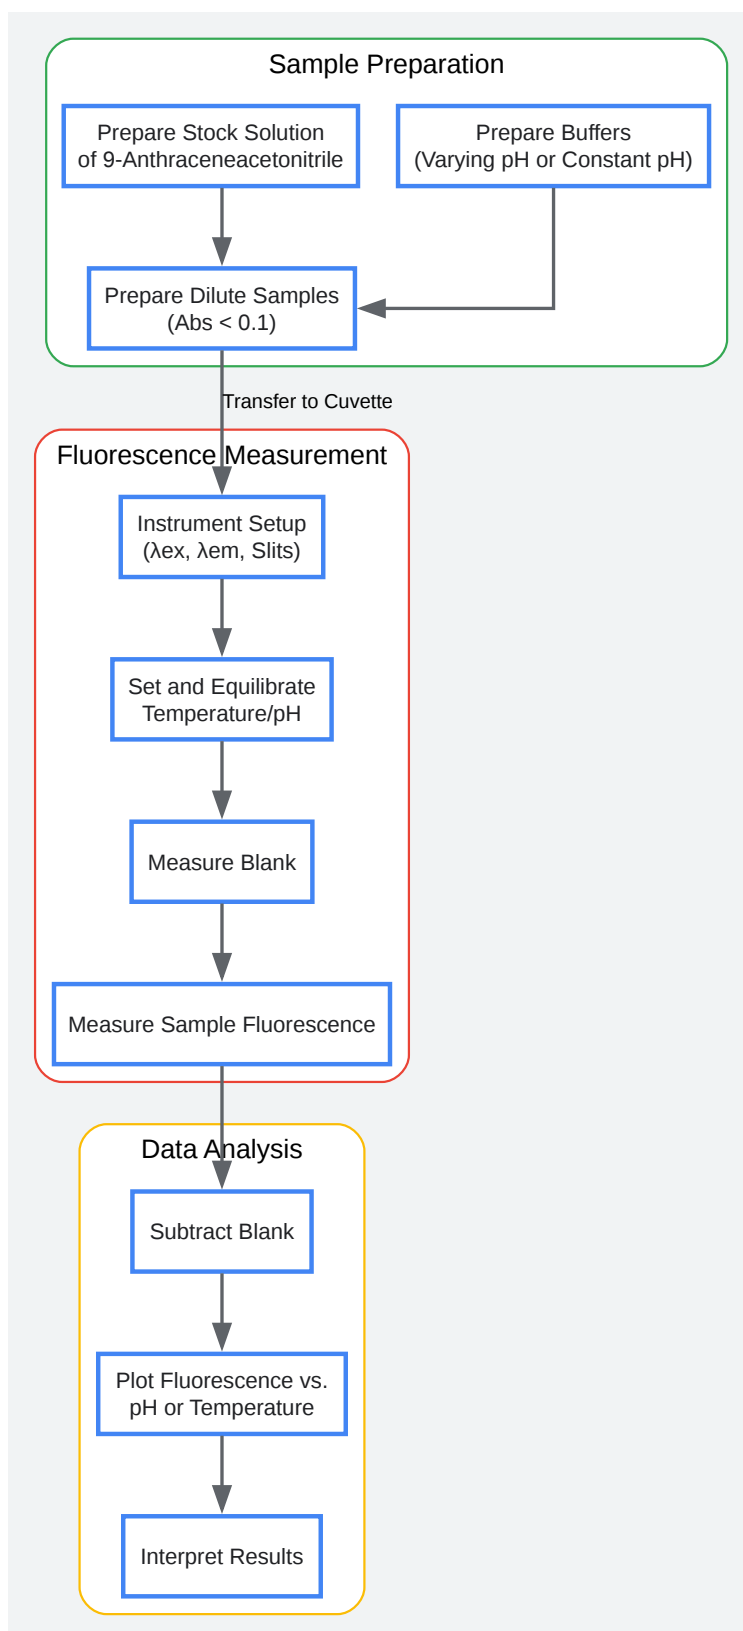 Sample Preparation
Prepare Stock Solution
of 9-Anthraceneacetonitrile
Prepare Buffers
(Varying pH or Constant pH)
Prepare Dilute Samples
(Abs < 0.1)
Transfer to Cuvette
Fluorescence Measurement
Instrument Setup
(λex, λem, Slits)
Set and Equilibrate
Temperature/pH
Measure Blank
Measure Sample Fluorescence
Data Analysis
Subtract Blank
Plot Fluorescence vs.
pH or Temperature
Interpret Results